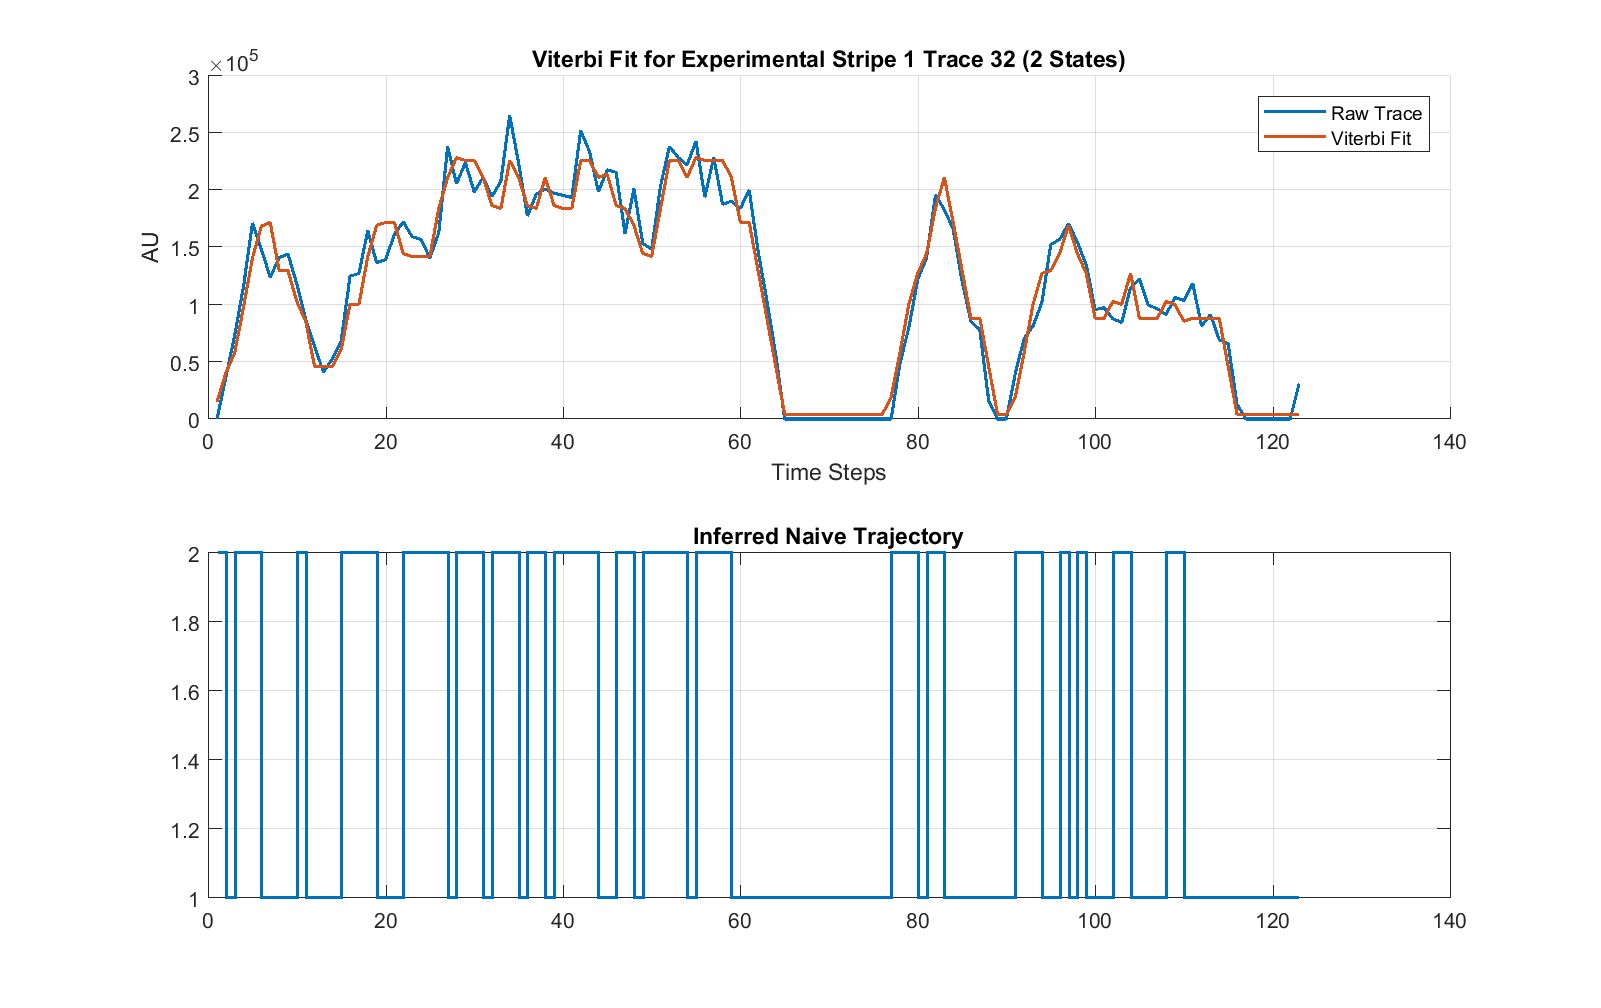 Viterbi Fit for Experimental Stripe 1 Trace 32 (2 States)
×10^5
3
2.5
2
1.5
1
0.5
0
AU
Raw Trace
Viterbi Fit
0 20 40 60 80 100 120 140
Time Steps
Inferred Naive Trajectory
2
1.8
1.6
1.4
1.2
1
0 20 40 60 80 100 120 140